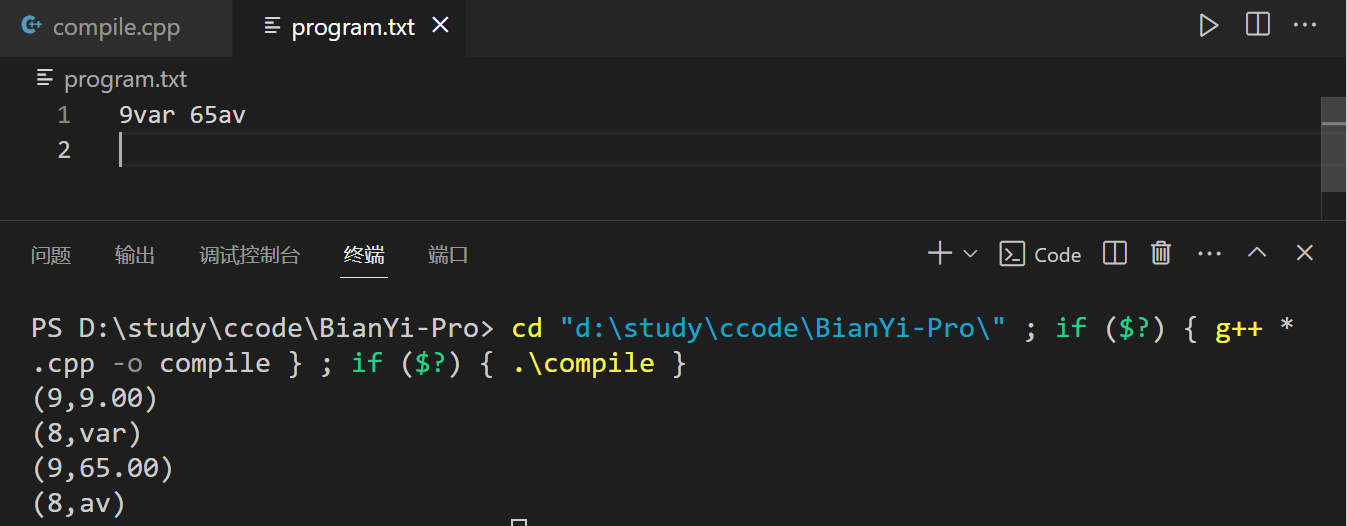 compile.cpp program.txt
program.txt
1 9var 65av
2
问题 输出 调试控制台 终端 端口 Code
PS D:\study\ccode\BianYi-Pro> cd "d:\study\ccode\BianYi-Pro\" ; if ($?) { g++ *
.cpp -o compile } ; if ($?) { .\compile }
(9,9.00)
(8,var)
(9,65.00)
(8,av)